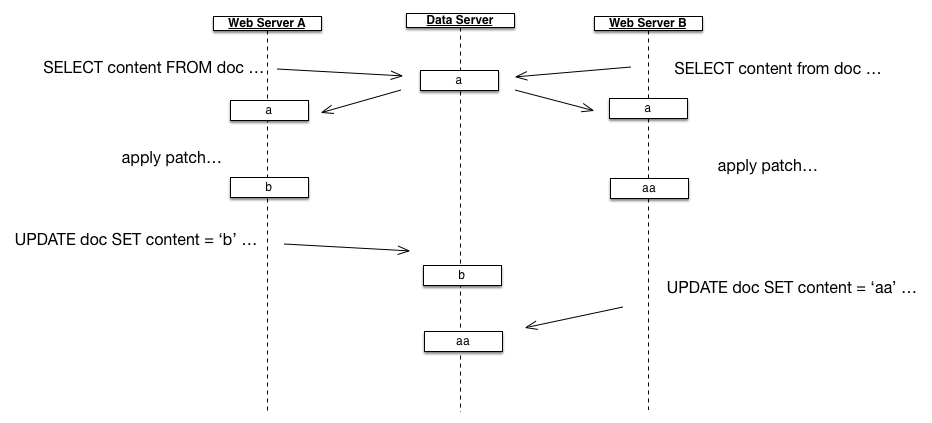 Web Server A
Data Server
Web Server B
SELECT content FROM doc …
SELECT content from doc …
a
a
a
apply patch…
apply patch…
b
aa
UPDATE doc SET content = ‘b’ …
b
UPDATE doc SET content = ‘aa’ …
aa